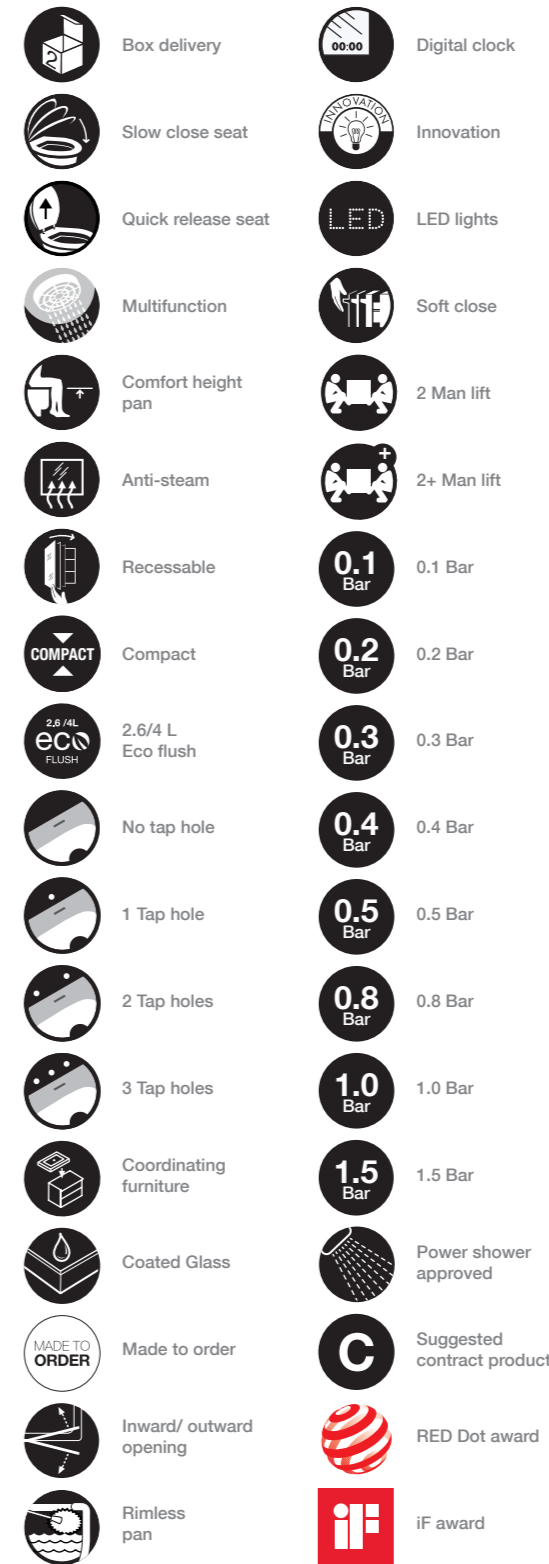 2
Box delivery
Slow close seat
Quick release seat
Multifunction
Comfort height
pan
Anti-steam
Recessable
COMPACT
Compact
2,6 /4L
eco
FLUSH
2.6/4 L
Eco flush
No tap hole
1 Tap hole
2 Tap holes
3 Tap holes
Coordinating
furniture
Coated Glass
MADE TO
ORDER
Made to order
Inward/ outward
opening
Rimless
pan
00:00
Digital clock
INNOVATION
Innovation
LED
LED lights
Soft close
2 Man lift
+
2+ Man lift
0.1
Bar
0.1 Bar
0.2
Bar
0.2 Bar
0.3
Bar
0.3 Bar
0.4
Bar
0.4 Bar
0.5
Bar
0.5 Bar
0.8
Bar
0.8 Bar
1.0
Bar
1.0 Bar
1.5
Bar
1.5 Bar
Power shower
approved
C
Suggested
contract product
RED Dot award
iF
iF award